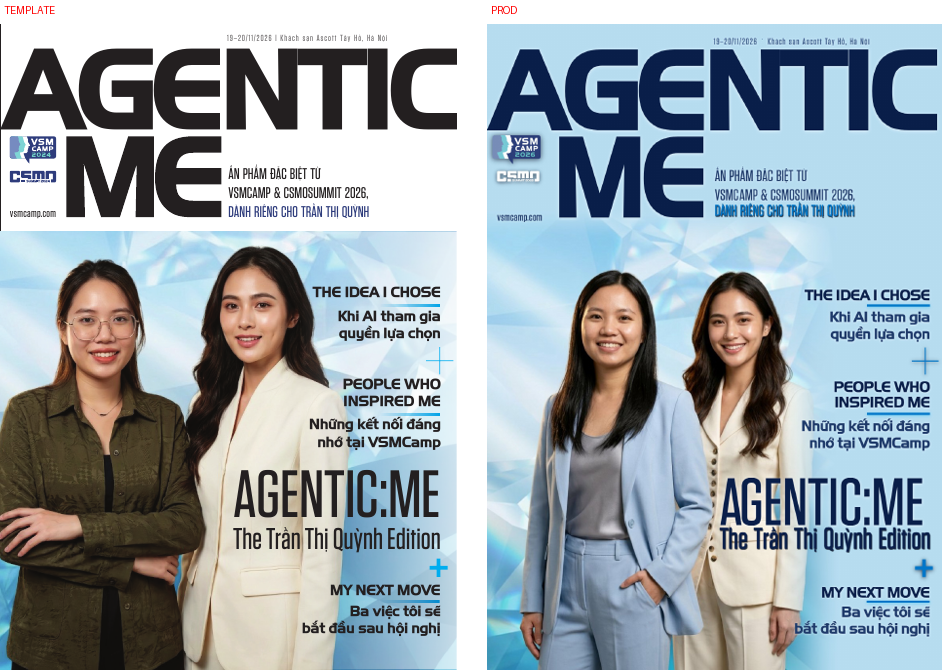 TEMPLATE
19-20/11/2026 | Khách sạn Ascott Tây Hồ, Hà Nội
AGENTIC
ME
VSM
CAMP
2024
CSMO
SUMMIT 2024
vsmcamp.com
ẤN PHẨM ĐẶC BIỆT TỪ
VSMCAMP & CSMOSUMMIT 2026,
DÀNH RIÊNG CHO TRẦN THỊ QUỲNH
THE IDEA I CHOSE
Khi AI tham gia
quyền lựa chọn
PEOPLE WHO
INSPIRED ME
Những kết nối đáng
nhớ tại VSMCamp
AGENTIC:ME
The Trần Thị Quỳnh Edition
MY NEXT MOVE
Ba việc tôi sẽ
bắt đầu sau hội nghị
PROD
19-20/11/2026 Khách sạn Ascott Tây Hồ, Hà Nội
AGENTIC
ME
VSM
CAMP
2026
CSMO
vsmcamp.com
ẤN PHẨM ĐẶC BIỆT TỪ
VSMCAMP & CSMOSUMMIT 2026,
DÀNH RIÊNG CHO TRẦN THỊ QUỲNH
THE IDEA I CHOSE
Khi AI tham gia
quyền lựa chọn
PEOPLE WHO
INSPIRED ME
Những kết nối đáng
nhớ tại VSMCamp
AGENTIC:ME
The Trần Thị Quỳnh Edition
MY NEXT MOVE
Ba việc tôi sẽ
bắt đầu sau hội nghị